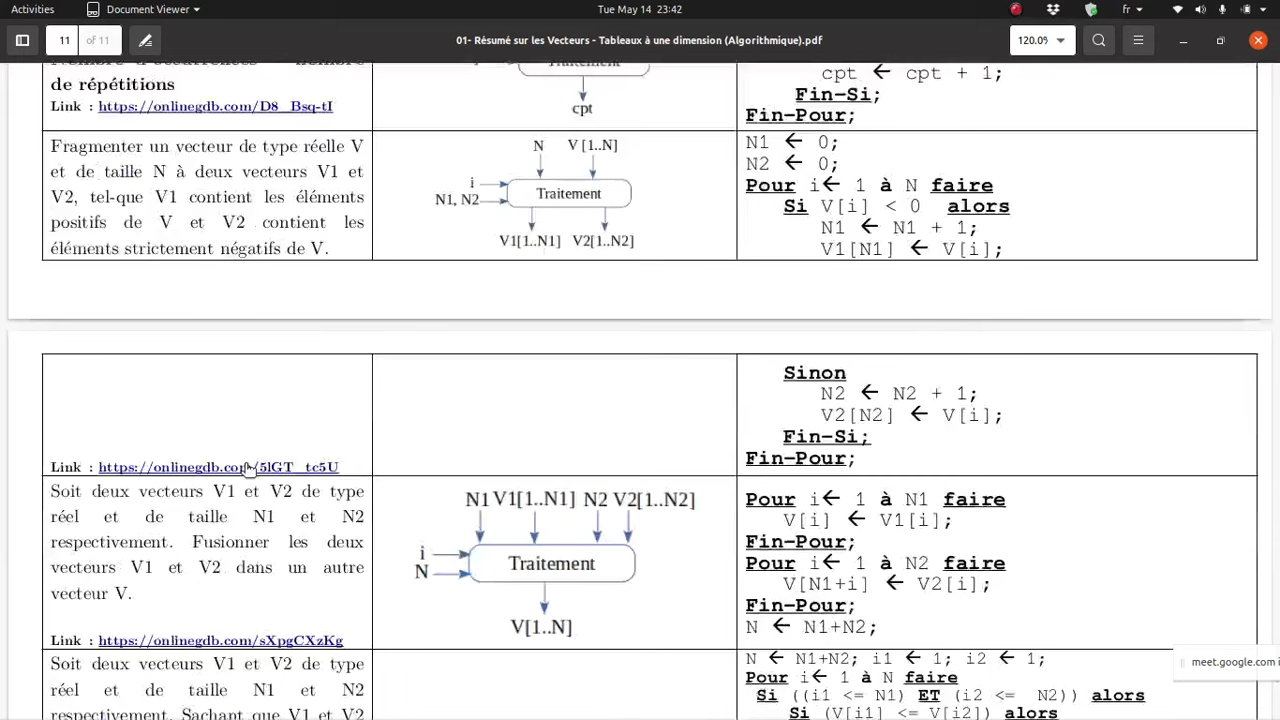 Activities Document Viewer Tue May 14 23:42 fr
11 of 11 01- Résumé sur les Vecteurs - Tableaux à une dimension (Algorithmique).pdf 120.0%
de répétitions
Link : https://onlinegdb.com/D8_Bsq-tI
Traitement
cpt
cpt ← cpt + 1;
Fin-Si;
Fin-Pour;
Fragmenter un vecteur de type réelle V
et de taille N à deux vecteurs V1 et
V2, tel-que V1 contient les éléments
positifs de V et V2 contient les
éléments strictement négatifs de V.
N V [1..N]
i
N1, N2
Traitement
V1[1..N1] V2[1..N2]
N1 ← 0;
N2 ← 0;
Pour i← 1 à N faire
Si V[i] < 0 alors
N1 ← N1 + 1;
V1[N1] ← V[i];
Link : https://onlinegdb.com/5lGT_tc5U
Sinon
N2 ← N2 + 1;
V2[N2] ← V[i];
Fin-Si;
Fin-Pour;
Soit deux vecteurs V1 et V2 de type
réel et de taille N1 et N2
respectivement. Fusionner les deux
vecteurs V1 et V2 dans un autre
vecteur V.
Link : https://onlinegdb.com/sXpgCXzKg
N1 V1[1..N1] N2 V2[1..N2]
i
N
Traitement
V[1..N]
Pour i← 1 à N1 faire
V[i] ← V1[i];
Fin-Pour;
Pour i← 1 à N2 faire
V[N1+i] ← V2[i];
Fin-Pour;
N ← N1+N2;
Soit deux vecteurs V1 et V2 de type
réel et de taille N1 et N2
respectivement. Sachant que V1 et V2
N ← N1+N2; i1 ← 1; i2 ← 1;
Pour i← 1 à N faire
Si ((i1 <= N1) ET (i2 <= N2)) alors
Si (V[i1] <= V[i2]) alors
meet.google.com